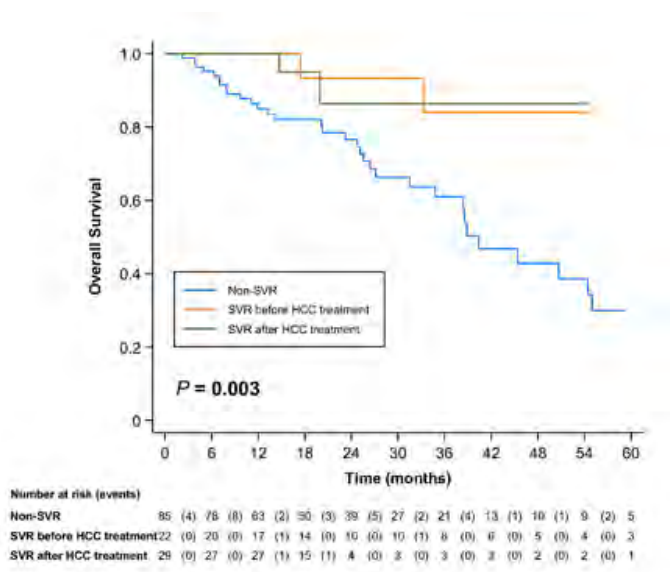 1.0
0.8
0.6
0.4
0.2
0
Overall Survival
Non-SVR
SVR before HCC treatment
SVR after HCC treatment
P = 0.003
0 6 12 18 24 30 36 42 48 54 60
Time (months)
Number at risk (events)
Non-SVR 85 (4) 76 (8) 63 (2) 50 (3) 39 (5) 27 (2) 21 (4) 13 (1) 10 (1) 9 (2) 5
SVR before HCC treatment 22 (0) 20 (0) 17 (1) 14 (0) 10 (0) 10 (1) 8 (0) 6 (0) 5 (0) 4 (0) 3
SVR after HCC treatment 29 (0) 27 (0) 27 (1) 15 (1) 4 (0) 3 (0) 3 (0) 3 (0) 2 (0) 2 (0) 1